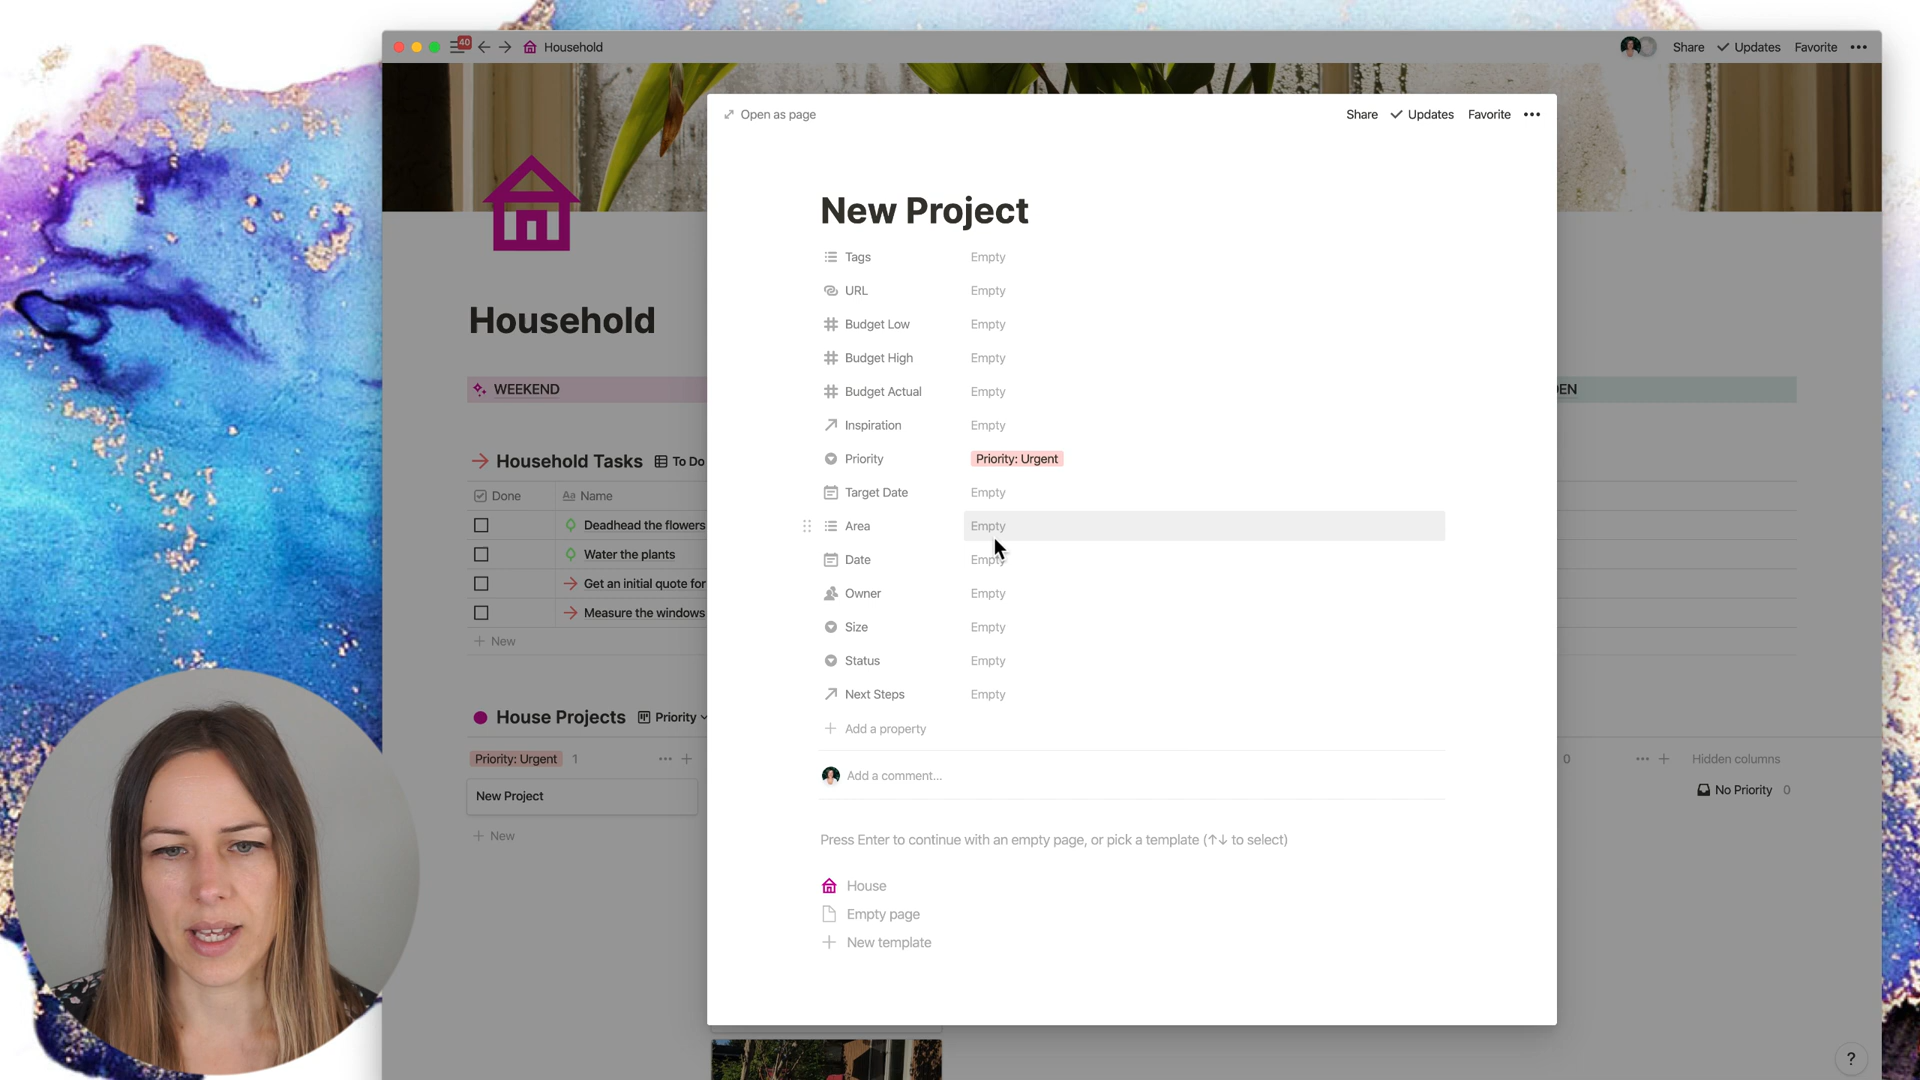 40
Household
Share
Updates
Favorite
Open as page
Share
Updates
Favorite
New Project
Tags Empty
URL Empty
Budget Low Empty
Budget High Empty
Budget Actual Empty
Inspiration Empty
Priority Priority: Urgent
Target Date Empty
Area Empty
Date Empty
Owner Empty
Size Empty
Status Empty
Next Steps Empty
Add a property
Add a comment...
Press Enter to continue with an empty page, or pick a template (↑↓ to select)
House
Empty page
New template
Household
WEEKEND
Household Tasks To Do
Done Aa Name
Deadhead the flowers
Water the plants
Get an initial quote for
Measure the windows
+ New
House Projects Priority
Priority: Urgent 1
New Project
+ New
DEN
0
Hidden columns
No Priority 0
?